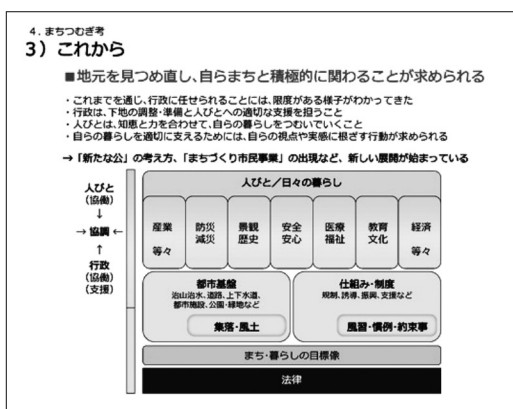 4．まちつむぎ考
3）これから
■地元を見つめ直し、自らまちと積極的に関わることが求められる
・これまでを通じ、行政に任せられることには、限度がある様子がわかってきた
・行政は、下地の調整・準備と人びとへの適切な支援を担うこと
・人びとは、知恵と力を合わせて、自らの暮らしをつむいでいくこと
・自らの暮らしを適切に支えるためには、自らの視点や実感に根ざす行動が求められる
→「新たな公」の考え方、「まちづくり市民事業」の出現など、新しい展開が始まっている
人びと
(協働)
↓
→ 協調 ←
↑
行政
(協働)
(支援)
人びと／日々の暮らし
産業
等々
防災
減災
景観
歴史
安全
安心
医療
福祉
教育
文化
経済
等々
都市基盤
治山治水、道路、上下水道、
都市施設、公園・緑地など
集落・風土
仕組み・制度
規制、誘導、振興、支援など
風習・慣例・約束事
まち・暮らしの目標像
法律